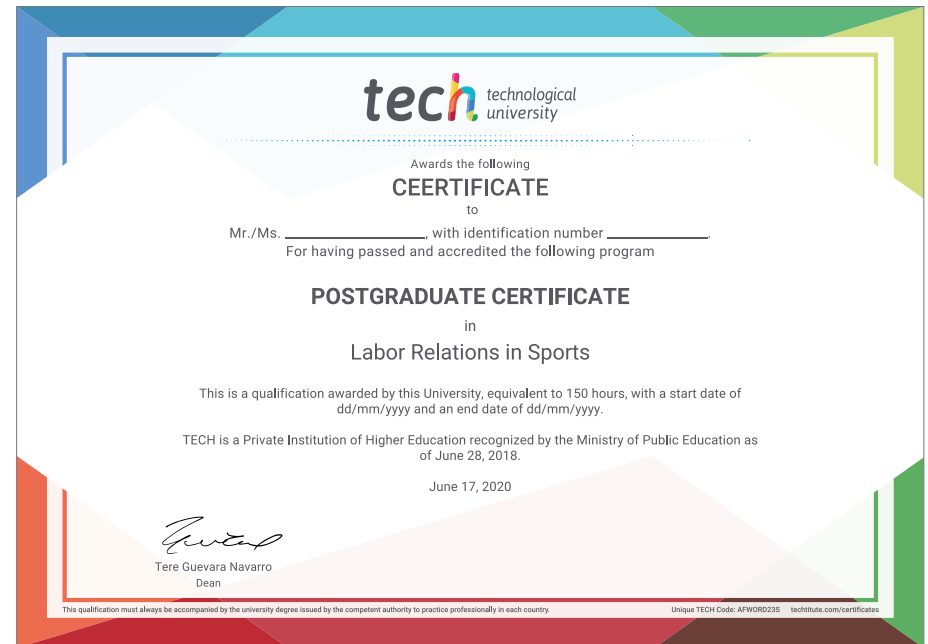 tech technological
university
Awards the following
CEERTIFICATE
to
Mr./Ms. ____________, with identification number ____________.
For having passed and accredited the following program
POSTGRADUATE CERTIFICATE
in
Labor Relations in Sports
This is a qualification awarded by this University, equivalent to 150 hours, with a start date of
dd/mm/yyyy and an end date of dd/mm/yyyy.
TECH is a Private Institution of Higher Education recognized by the Ministry of Public Education as
of June 28, 2018.
June 17, 2020
Tere Guevara Navarro
Dean
This qualification must always be accompanied by the university degree issued by the competent authority to practice professionally in each country. Unique TECH Code: AFWORD23S techtitute.com/certificates